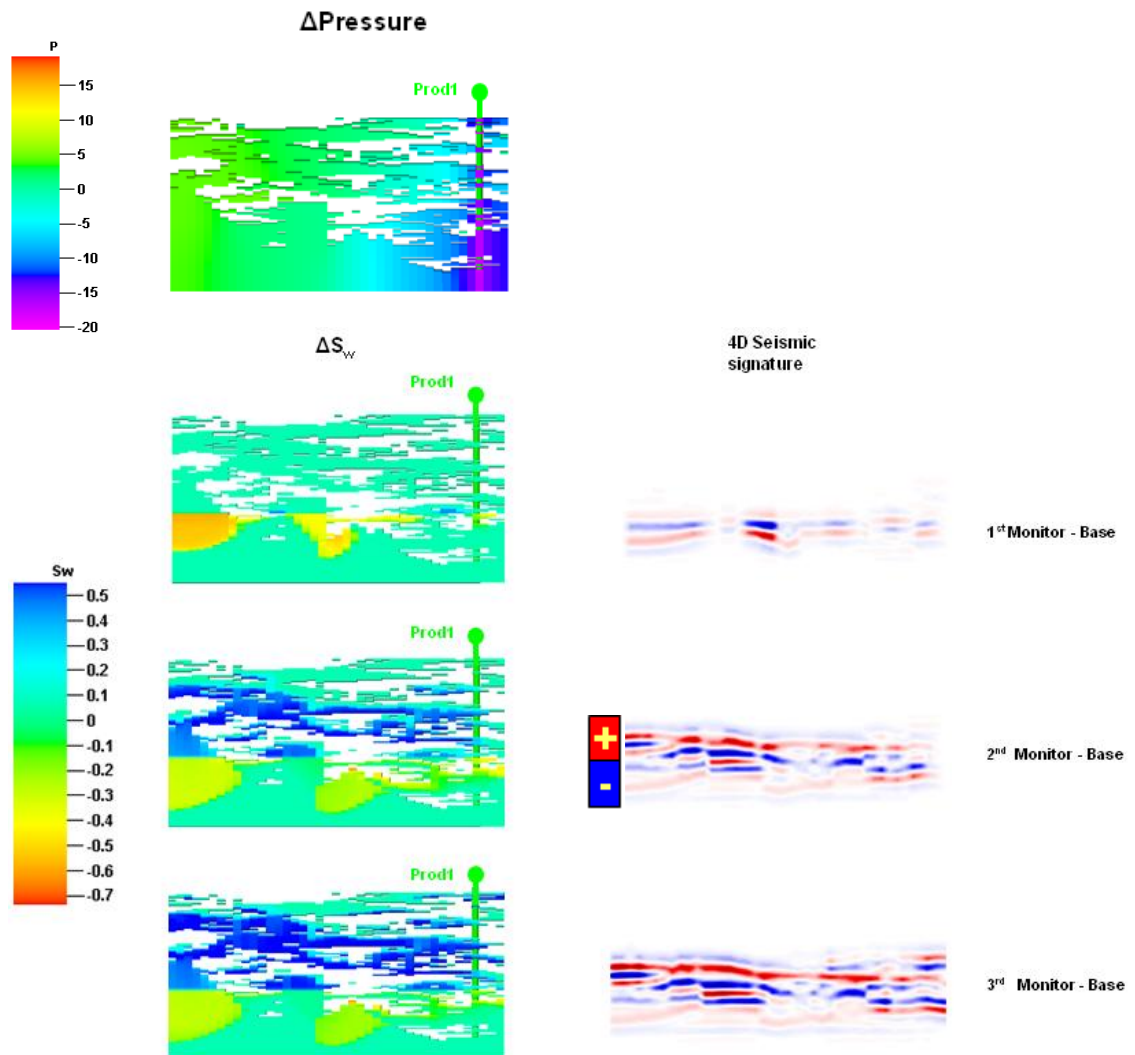 ΔPressure
P
15
10
5
0
-5
-10
-15
-20
Prod1
ΔSw
4D Seismic
signature
Prod1
1st Monitor - Base
Sw
0.5
0.4
0.3
0.2
0.1
0
-0.1
-0.2
-0.3
-0.4
-0.5
-0.6
-0.7
Prod1
+
-
2nd Monitor - Base
Prod1
3rd Monitor - Base